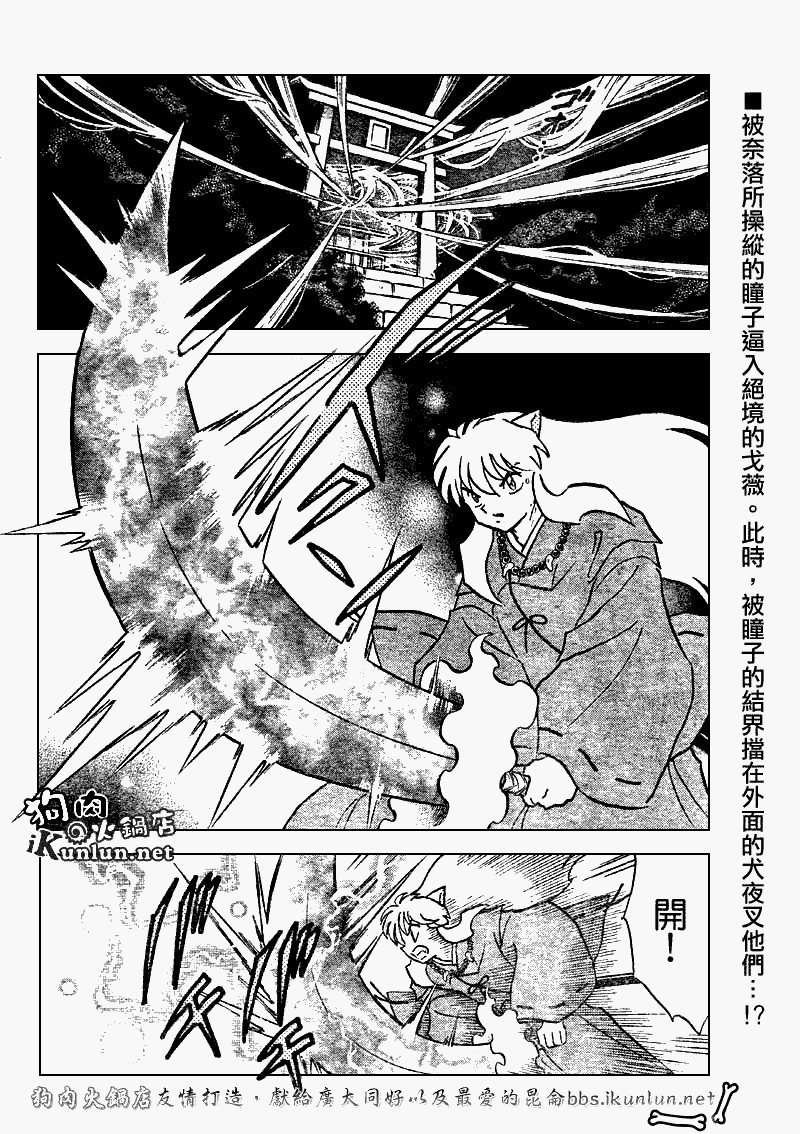 ■被奈落所操縱的瞳子逼入絕境的戈薇。此時，被瞳子的結界擋在外面的犬夜叉他們…!?
ゴオ…
開！
狗肉火鍋店
iKunlun.net
狗肉火鍋店友情打造，獻給廣大同好以及最愛的昆侖bbs.ikunlun.net